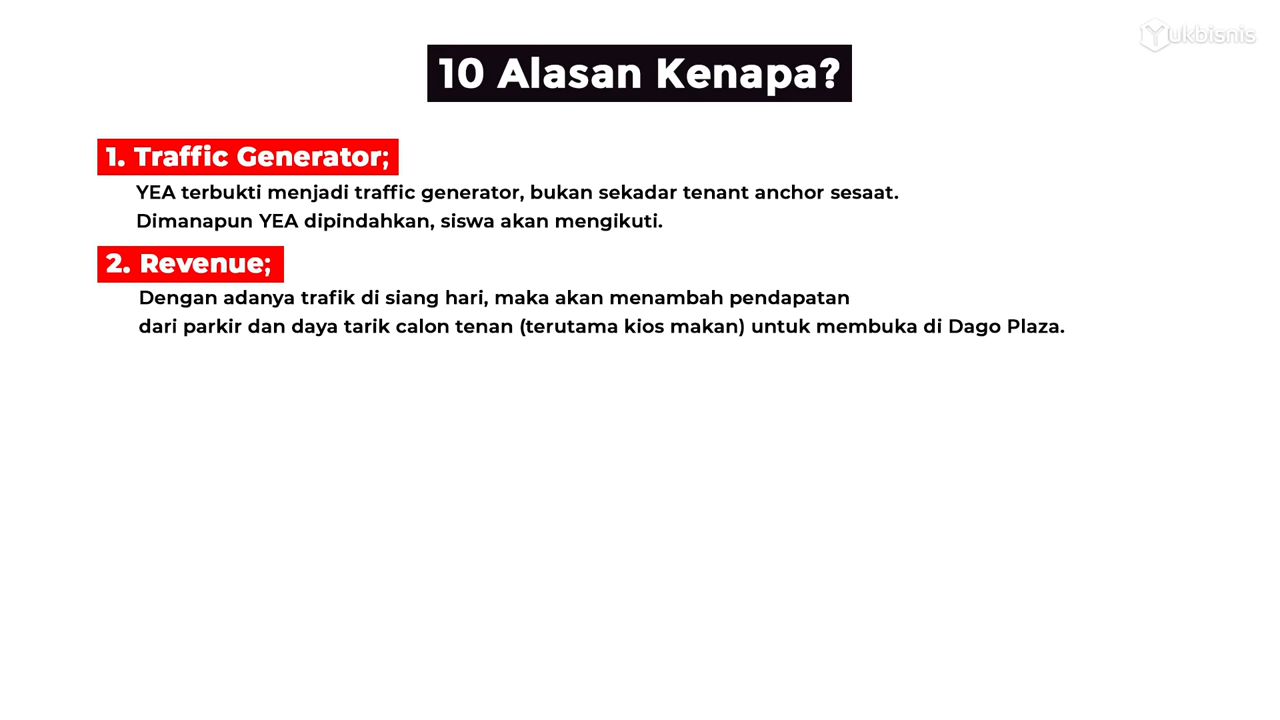 Yukbisnis
10 Alasan Kenapa?
1. Traffic Generator;
YEA terbukti menjadi traffic generator, bukan sekadar tenant anchor sesaat.
Dimanapun YEA dipindahkan, siswa akan mengikuti.
2. Revenue;
Dengan adanya trafik di siang hari, maka akan menambah pendapatan
dari parkir dan daya tarik calon tenan (terutama kios makan) untuk membuka di Dago Plaza.